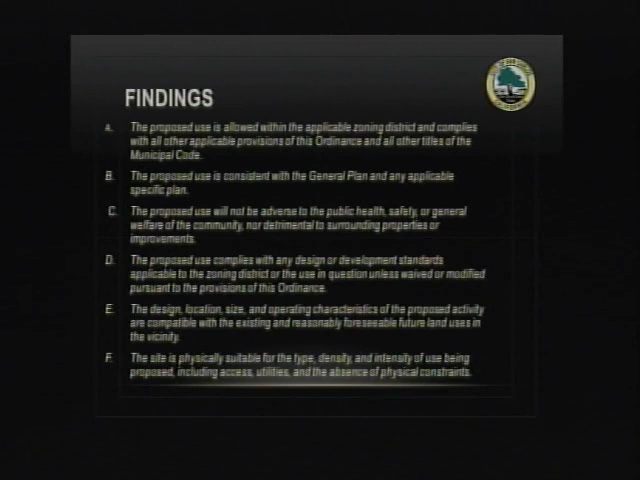 FINDINGS
A. The proposed use is allowed within the applicable zoning district and complies
with all other applicable provisions of this Ordinance and all other titles of the
Municipal Code.
B. The proposed use is consistent with the General Plan and any applicable
specific plan.
C. The proposed use will not be adverse to the public health, safety, or general
welfare of the community, nor detrimental to surrounding properties or
improvements.
D. The proposed use complies with any design or development standards
applicable to the zoning district or the use in question unless waived or modified
pursuant to the provisions of this Ordinance.
E. The design, location, size, and operating characteristics of the proposed activity
are compatible with the existing and reasonably foreseeable future land uses in
the vicinity.
F. The site is physically suitable for the type, density, and intensity of use being
proposed, including access, utilities, and the absence of physical constraints.